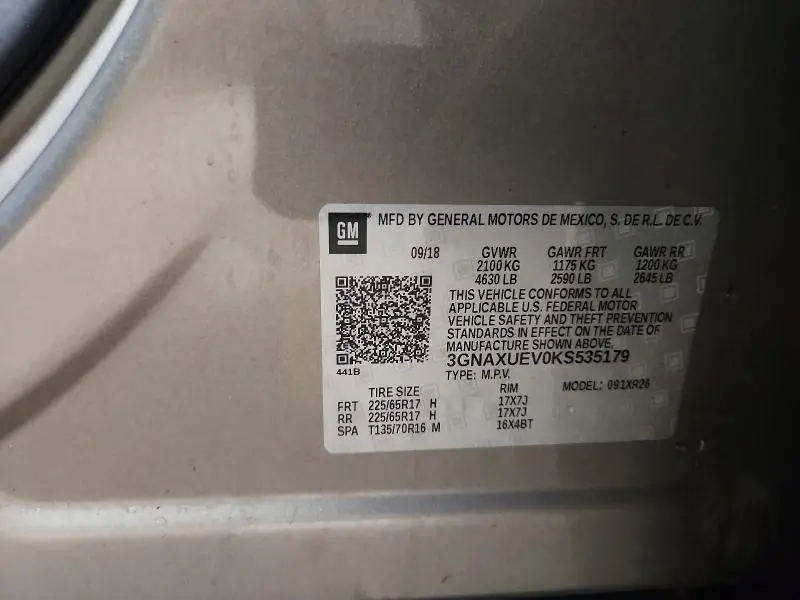 GM
MFD BY GENERAL MOTORS DE MEXICO, S. DE R.L. DE C.V.
09/18 GVWR GAWR FRT GAWR RR
2100 KG 1175 KG 1200 KG
4630 LB 2590 LB 2645 LB
THIS VEHICLE CONFORMS TO ALL
APPLICABLE U.S. FEDERAL MOTOR
VEHICLE SAFETY AND THEFT PREVENTION
STANDARDS IN EFFECT ON THE DATE OF
MANUFACTURE SHOWN ABOVE.
3GNAXUEV0KS535179
441B
TYPE: M.P.V. MODEL: 091XR26
TIRE SIZE RIM
FRT 225/65R17 H 17X7J
RR 225/65R17 H 17X7J
SPA T135/70R16 M 16X4BT